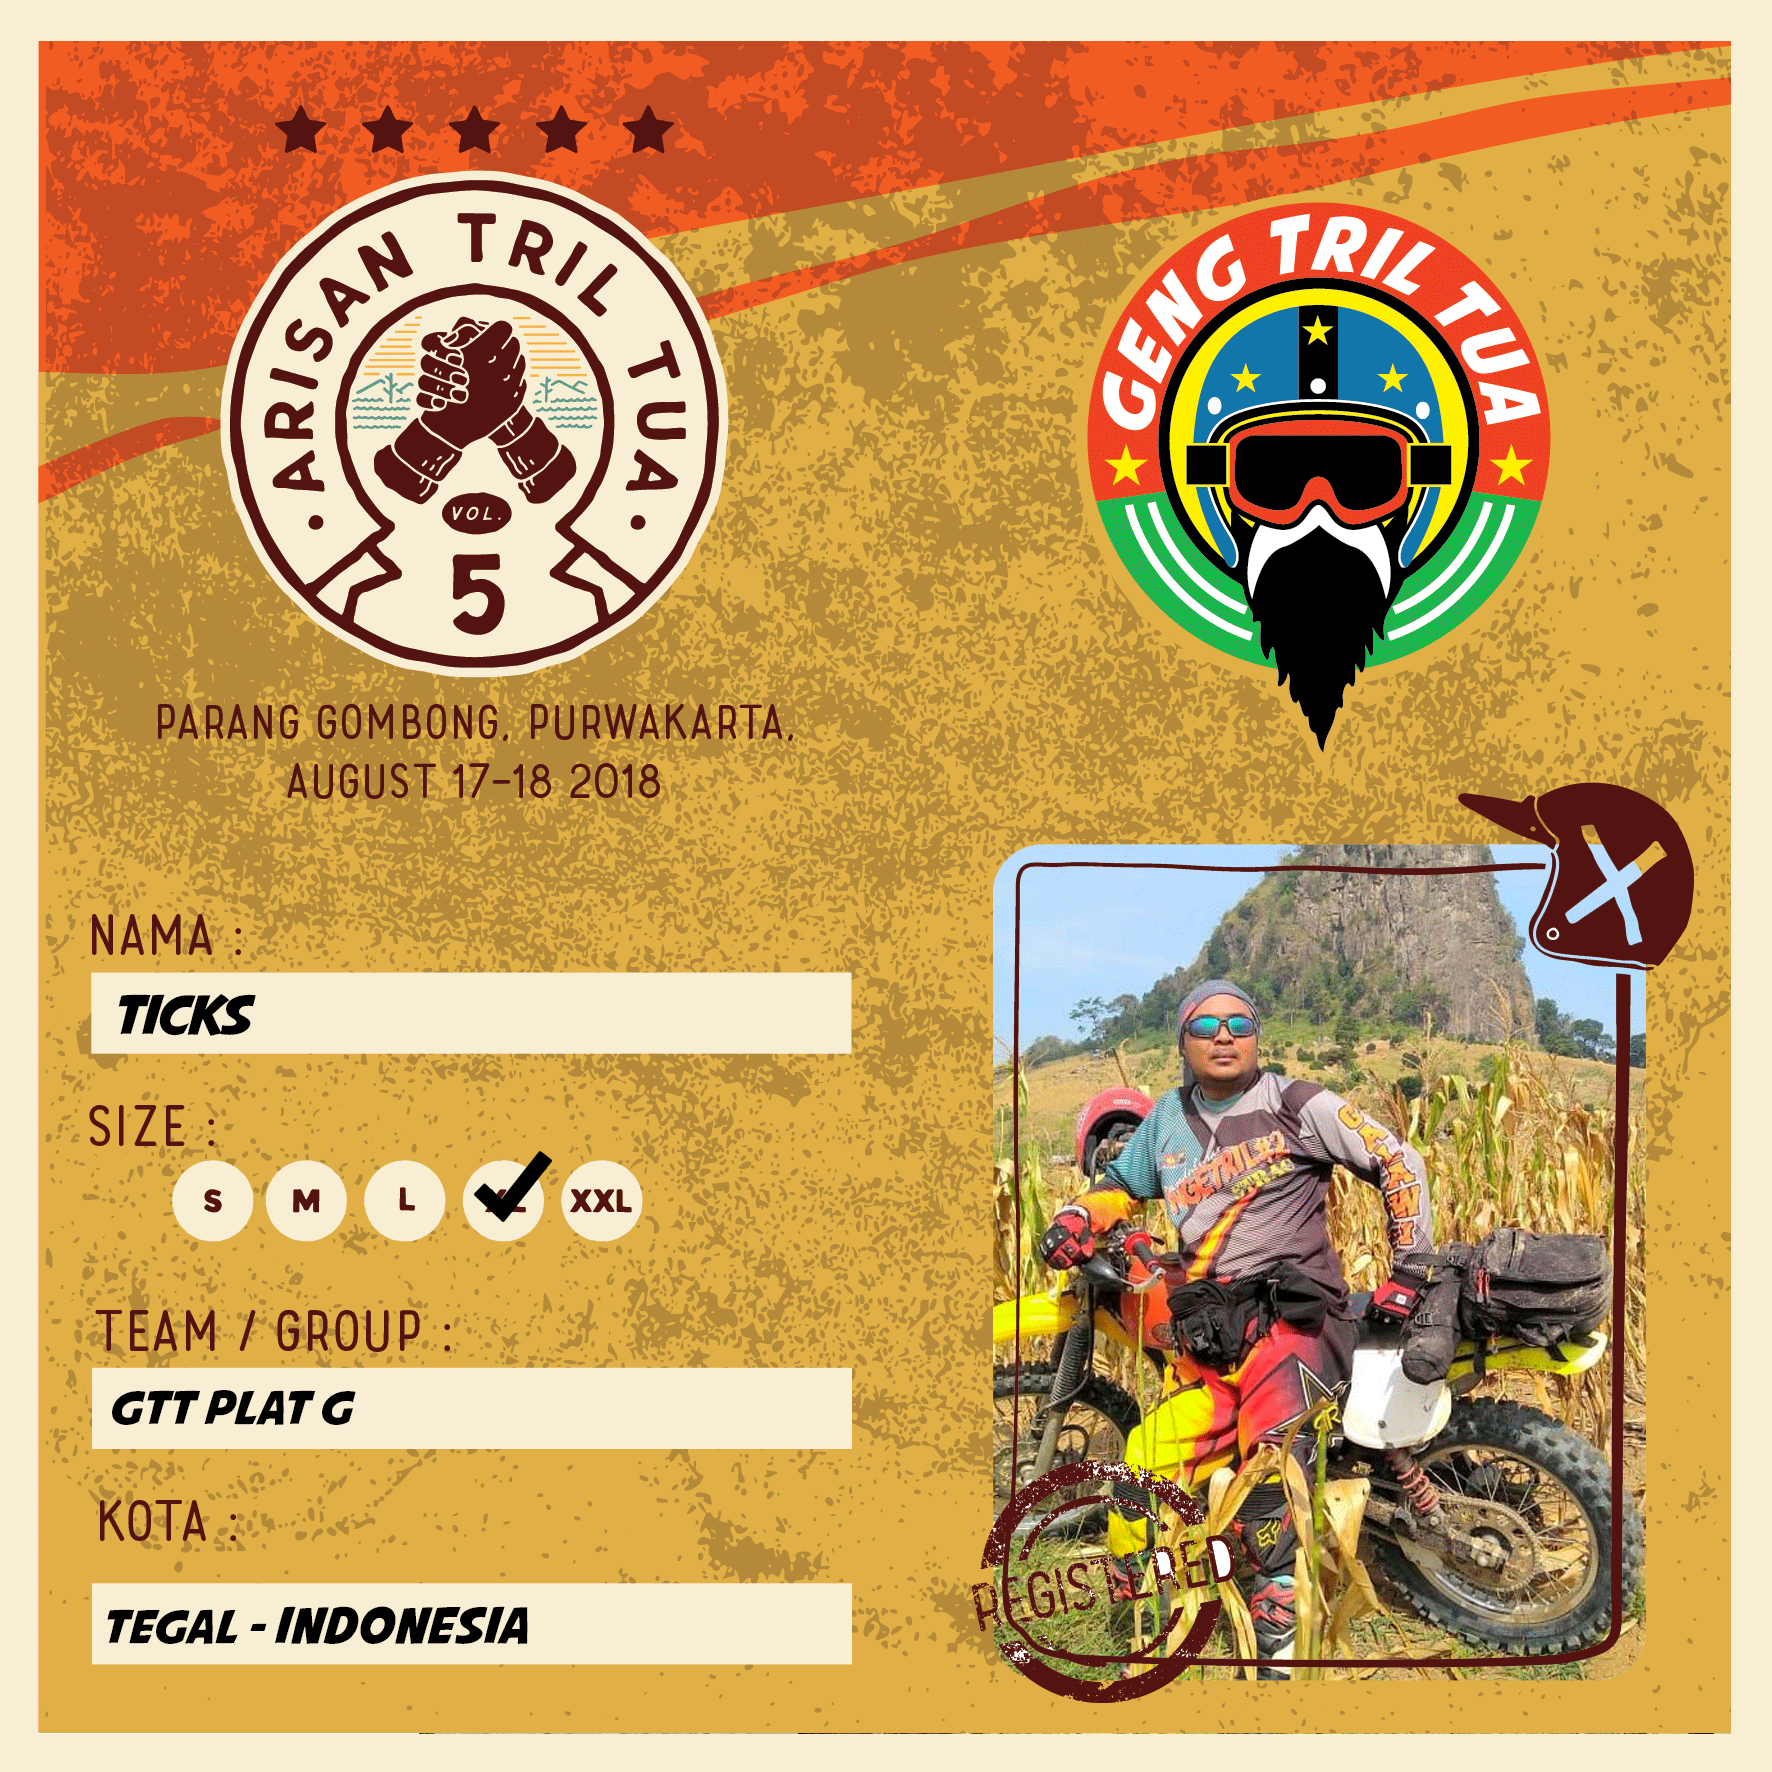 ARISAN TRIL TUA
VOL.
5
GENG TRIL TUA
PARANG GOMBONG, PURWAKARTA,
AUGUST 17-18 2018
NAMA :
TICKS
SIZE :
S M L XL XXL
TEAM / GROUP :
GTT PLAT G
KOTA :
TEGAL - INDONESIA
REGISTERED